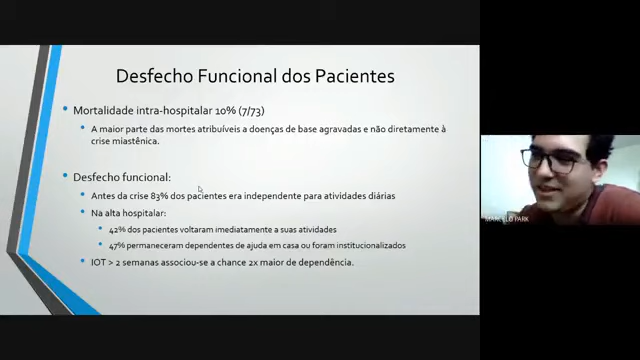 Desfecho Funcional dos Pacientes
Mortalidade intra-hospitalar 10% (7/73)
A maior parte das mortes atribuíveis a doenças de base agravadas e não diretamente à
crise miastênica.
Desfecho funcional:
Antes da crise 83% dos pacientes era independente para atividades diárias
Na alta hospitalar:
42% dos pacientes voltaram imediatamente a suas atividades
47% permaneceram dependentes de ajuda em casa ou foram institucionalizados
IOT > 2 semanas associou-se a chance 2x maior de dependência.
MARCELO PARK